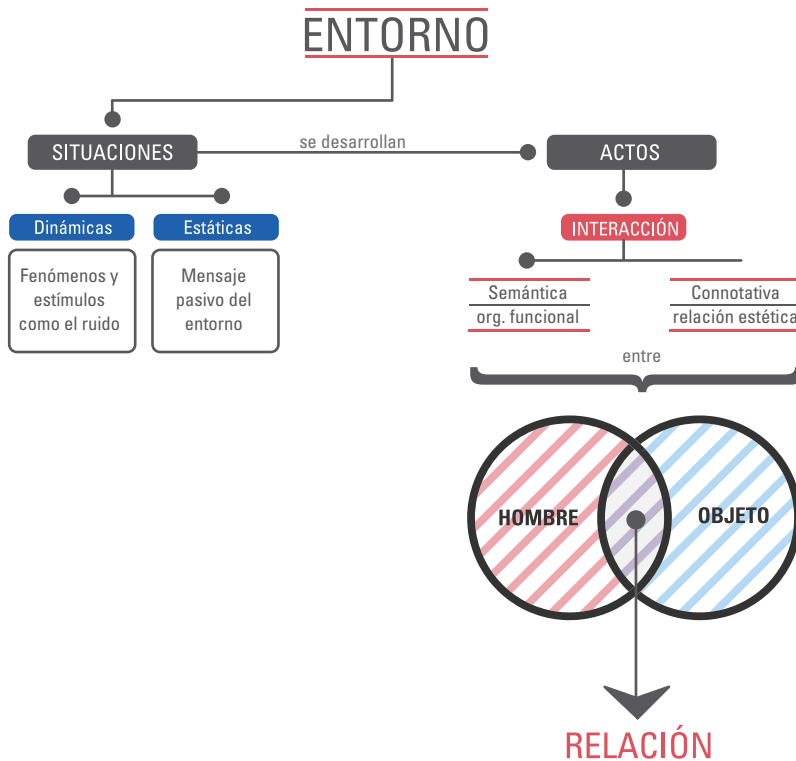 ENTORNO
SITUACIONES
se desarrollan
ACTOS
Dinámicas
Estáticas
Fenómenos y
estímulos
como el ruido
Mensaje
pasivo del
entorno
INTERACCIÓN
Semántica
org. funcional
Connotativa
relación estética
entre
HOMBRE
OBJETO
RELACIÓN